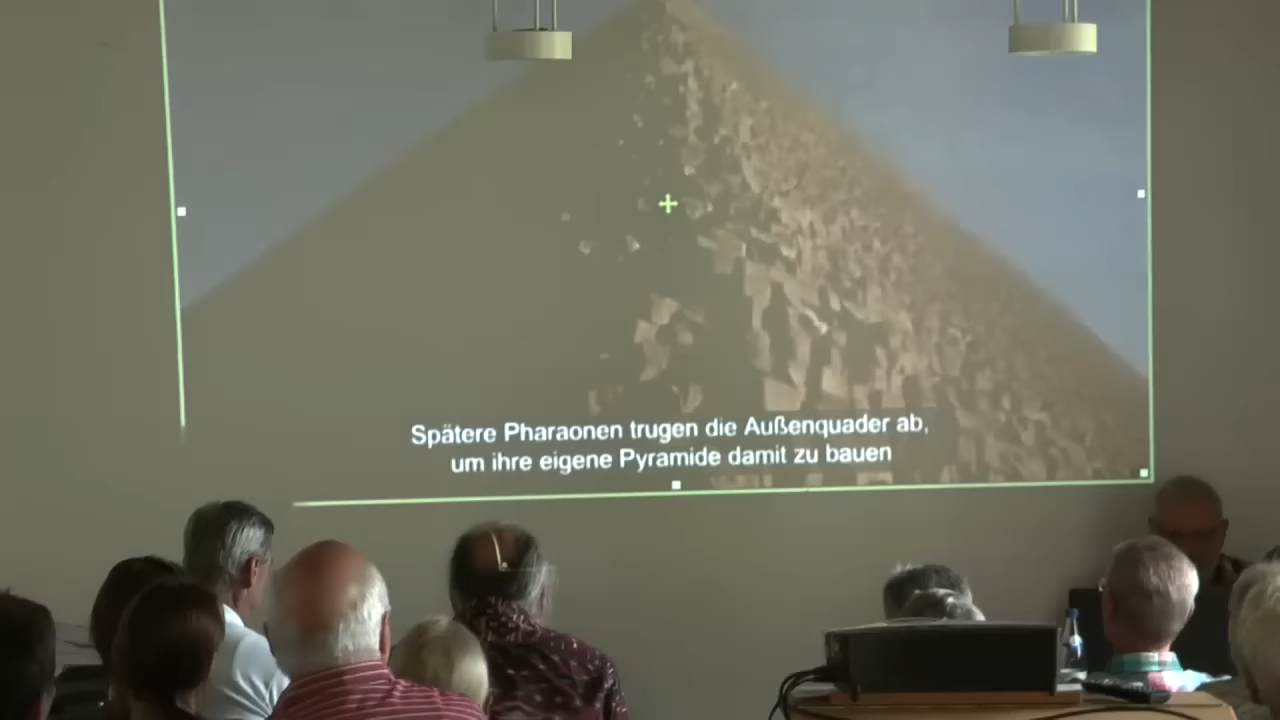 Spätere Pharaonen trugen die Außenquader ab,
um ihre eigene Pyramide damit zu bauen